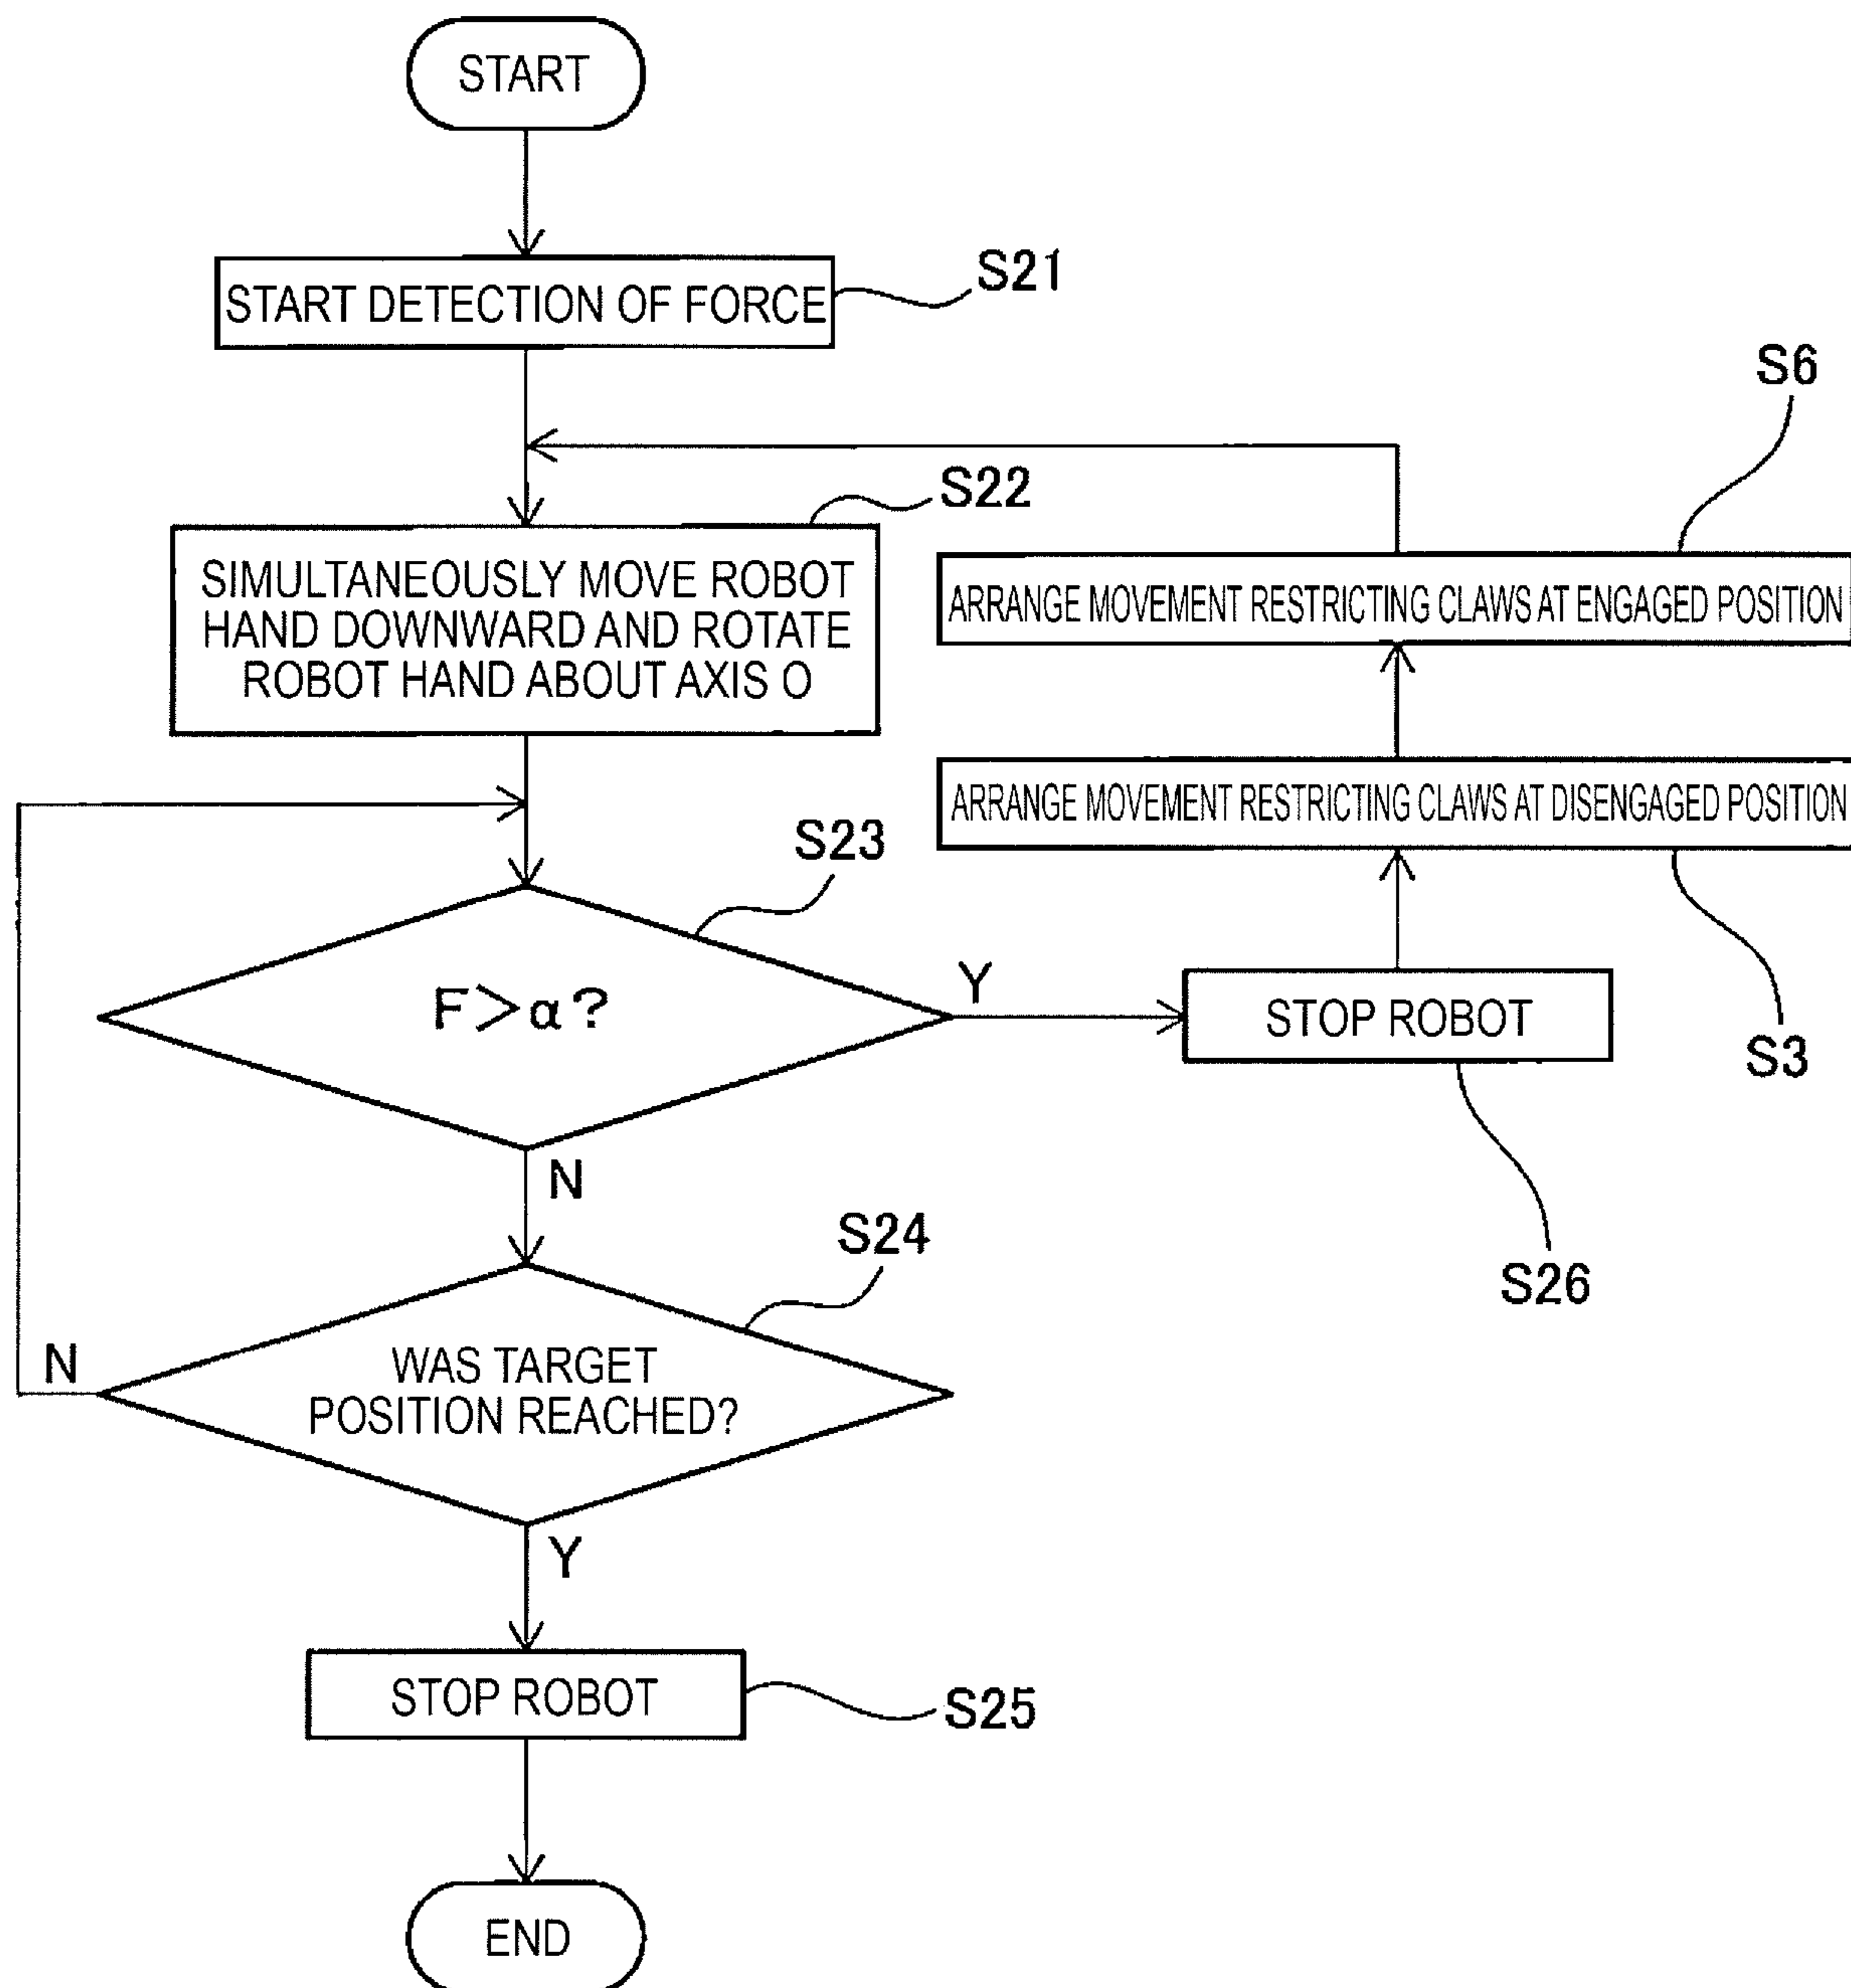 START
START DETECTION OF FORCE
S21
S6
S22
SIMULTANEOUSLY MOVE ROBOT
HAND DOWNWARD AND ROTATE
ROBOT HAND ABOUT AXIS O
ARRANGE MOVEMENT RESTRICTING CLAWS AT ENGAGED POSITION
ARRANGE MOVEMENT RESTRICTING CLAWS AT DISENGAGED POSITION
S23
F>α?
Y
STOP ROBOT
S3
N
S24
S26
WAS TARGET
POSITION REACHED?
N
Y
STOP ROBOT
S25
END